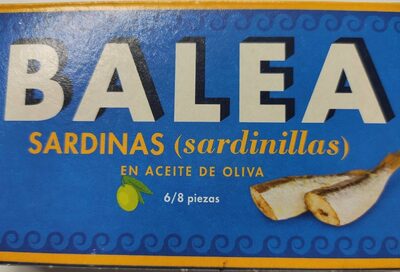 BALEA
SARDINAS (sardinillas)
EN ACEITE DE OLIVA
6/8 piezas